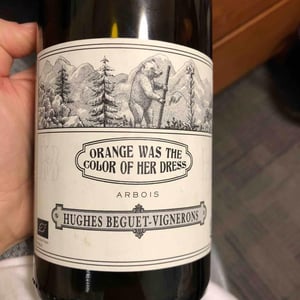 ORANGE WAS THE
COLOR OF HER DRESS
ARBOIS
HUGHES BEGUET-VIGNERONS